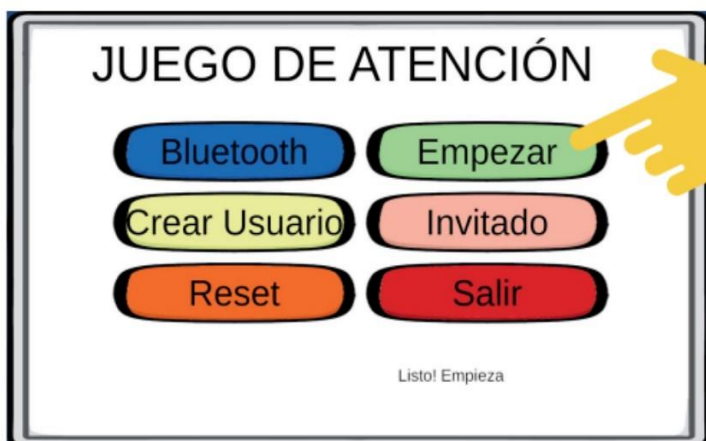 JUEGO DE ATENCIÓN
Bluetooth
Empezar
Crear Usuario
Invitado
Reset
Salir
Listo! Empieza